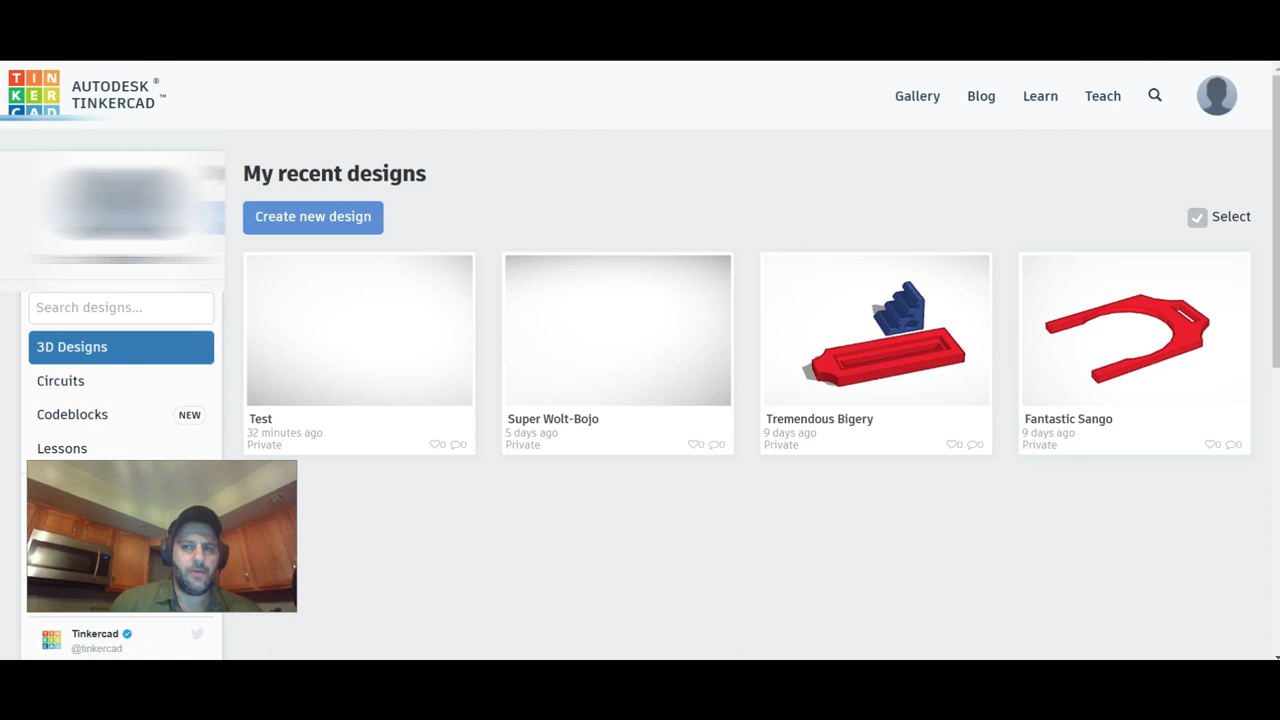 TIN
KER
CAD
AUTODESK ®
TINKERCAD ™
Gallery
Blog
Learn
Teach
My recent designs
Create new design
Select
Search designs...
3D Designs
Circuits
Codeblocks
NEW
Lessons
Test
32 minutes ago
Private
0
0
Super Wolt-Bojo
5 days ago
Private
0
0
Tremendous Bigery
9 days ago
Private
0
0
Fantastic Sango
9 days ago
Private
0
0
Tinkercad
@tinkercad